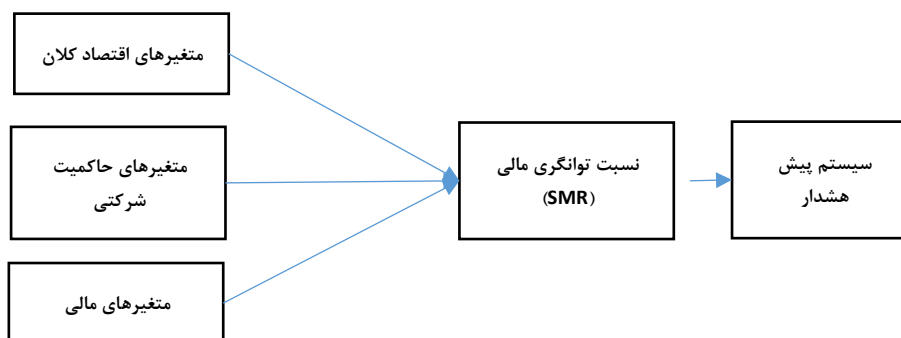 متغیرهای اقتصاد کلان
متغیرهای حاکمیت
شرکتی
متغیرهای مالی
نسبت توانگری مالی
(SMR)
سیستم پیش
هشدار